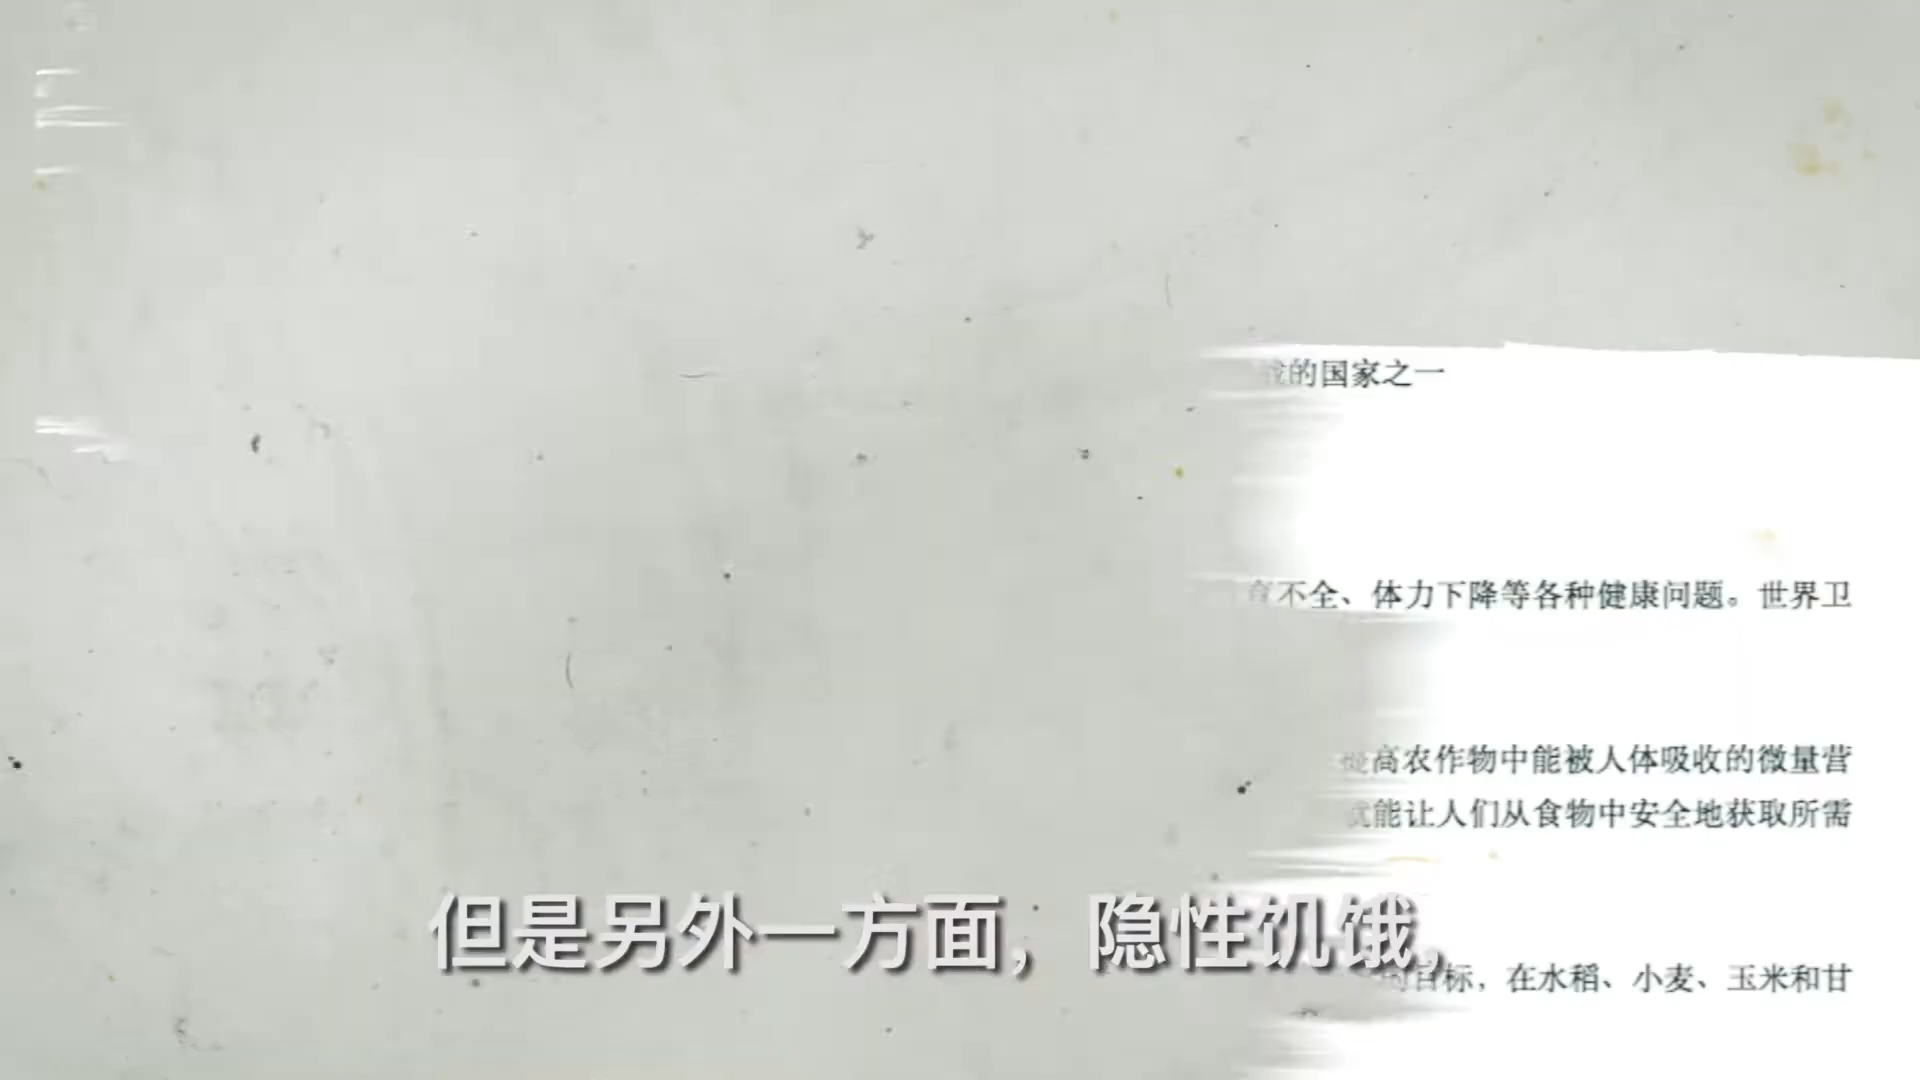 的国家之一
不全、体力下降等各种健康问题。世界卫
高农作物中能被人体吸收的微量营
能让人们从食物中安全地获取所需
但是另外一方面，隐性饥饿，
目标，在水稻、小麦、玉米和甘